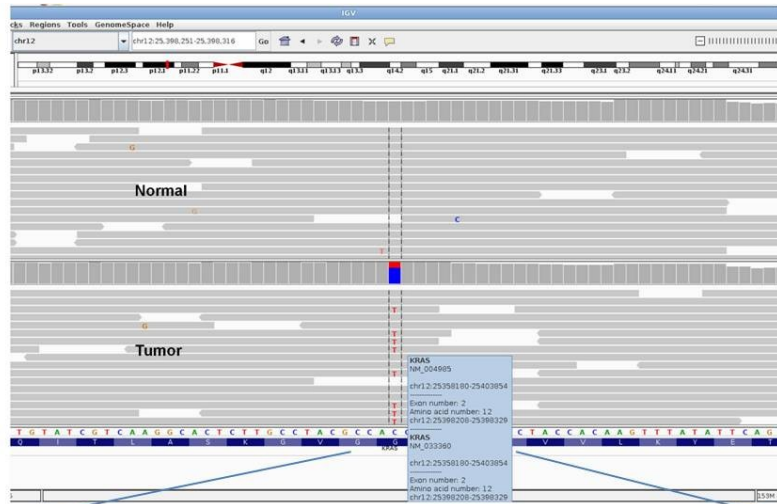 IGV
cks Regions Tools GenomeSpace Help
chr12 chr12:25,398,251-25,398,316 Go
p13.32 p13.2 p12.3 p12.1 p11.22 p11.1 q12 q13.11 q13.13 q13.3 q14.2 q15 q21.1 q21.2 q21.31 q21.33 q23.1 q23.2 q24.11 q24.21 q24.31
G
Normal
G
C
T
T
G
T
T
Tumor
T
T
T
T
T
KRAS
NM_004985
chr12:25358180-25403854
--------------
Exon number: 2
Amino acid number: 12
chr12:25398208-25398329
--------------
KRAS
NM_033360
chr12:25358180-25403854
--------------
Exon number: 2
Amino acid number: 12
chr12:25398208-25398329
T G T A T C G T C A A G G C A C T C T T G C C T A C G C C A C C T A C C A C A A G T T T A T A T T C A G
Q I T L A S K G V G G V V L K Y E T
KRAS
153M